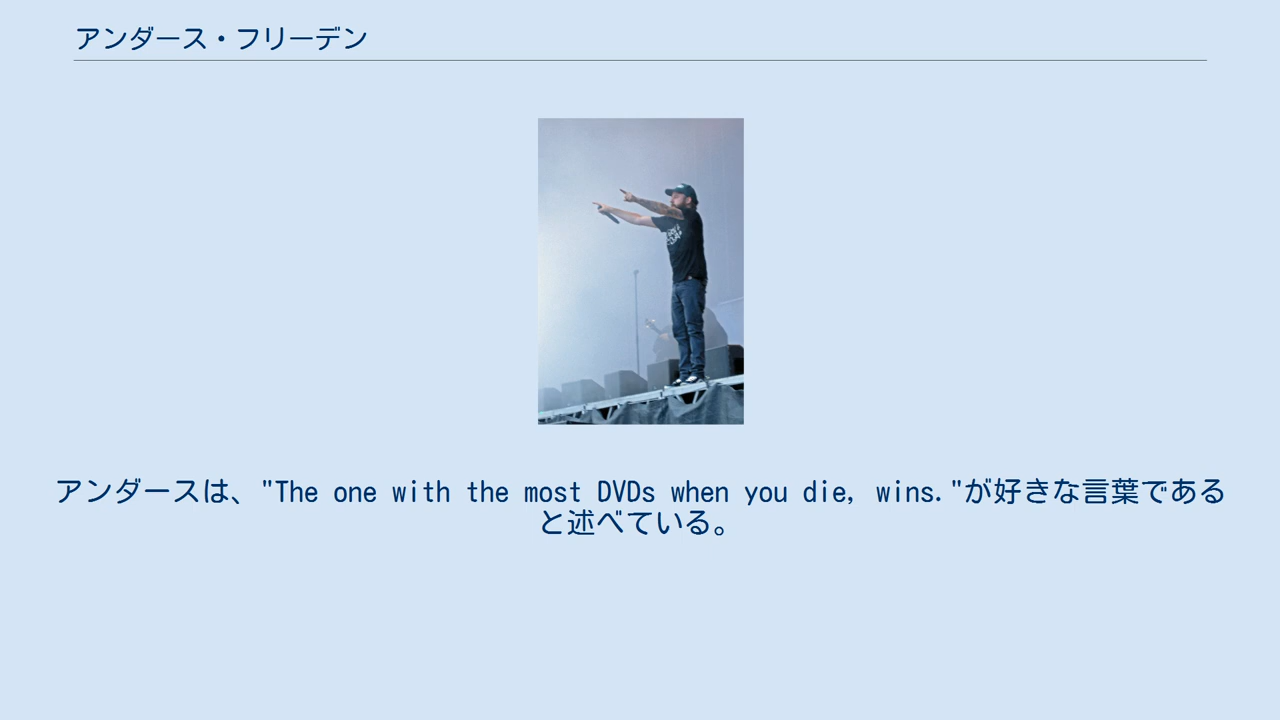 アンダース・フリーデン
アンダースは、"The one with the most DVDs when you die, wins."が好きな言葉である
と述べている。